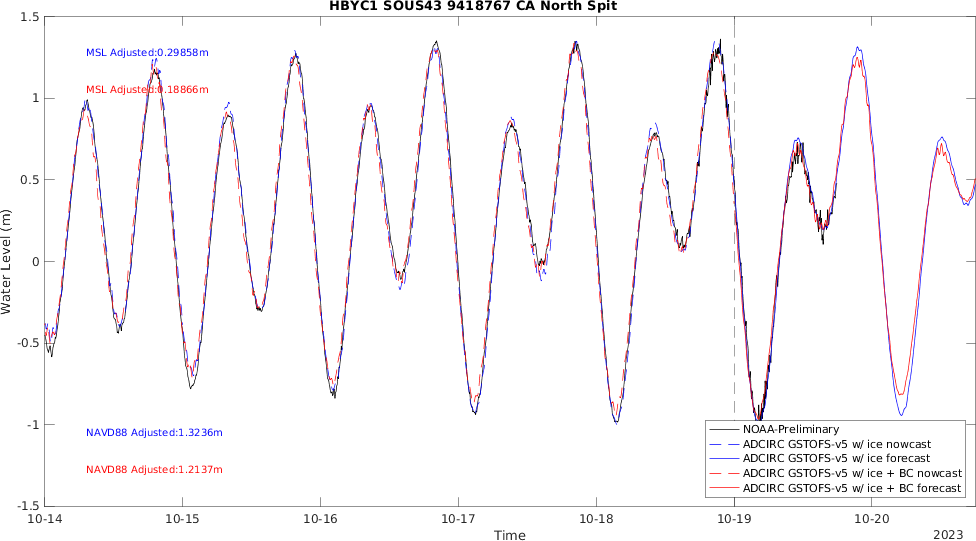 HBYC1 SOUS43 9418767 CA North Spit
1.5
1
0.5
0
-0.5
-1
-1.5
Water Level (m)
MSL Adjusted:0.29858m
MSL Adjusted:0.18866m
NAVD88 Adjusted:1.3236m
NAVD88 Adjusted:1.2137m
NOAA-Preliminary
ADCIRC GSTOFS-v5 w/ ice nowcast
ADCIRC GSTOFS-v5 w/ ice forecast
ADCIRC GSTOFS-v5 w/ ice + BC nowcast
ADCIRC GSTOFS-v5 w/ ice + BC forecast
10-14 10-15 10-16 10-17 10-18 10-19 10-20
Time
2023